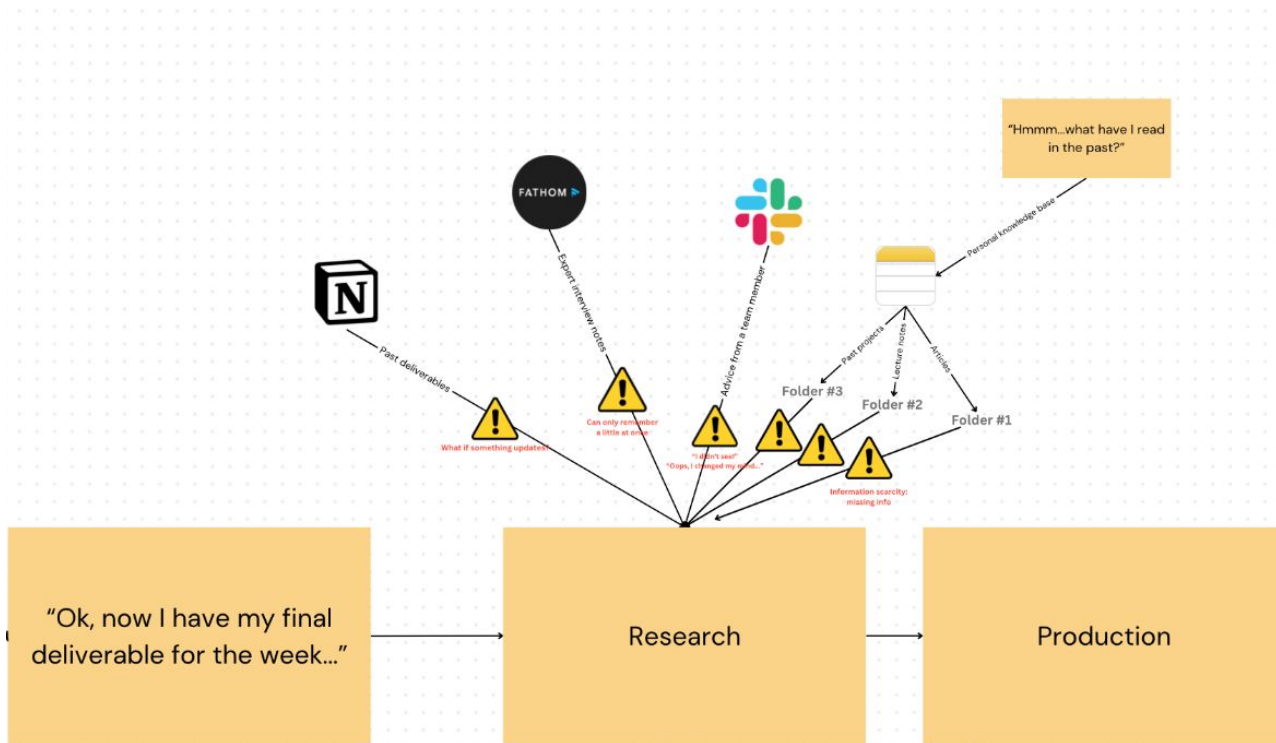 “Hmmm...what have I read
in the past?”
Personal knowledge base
FATHOM
N
Past deliverables
Expert interview notes
Advice from a team member
Past projects
Lecture notes
Articles
Folder #3
Folder #2
Folder #1
What if something updates?
Can only remember
a little at once
"I didn't see!"
"Oops, I changed my mind..."
Information scarcity:
missing info
“Ok, now I have my final
deliverable for the week...”
Research
Production